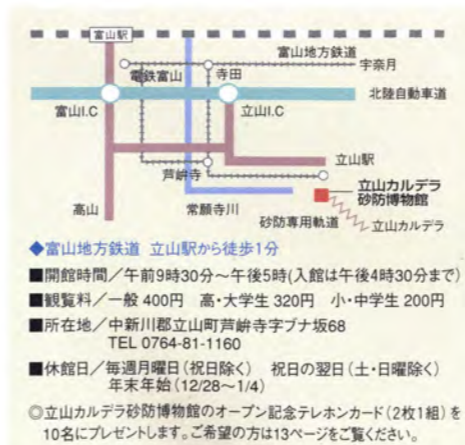 富山駅
富山地方鉄道
電鉄富山
寺田
宇奈月
北陸自動車道
富山I.C
立山I.C
芦峅寺
立山駅
立山カルデラ
砂防博物館
高山
常願寺川
砂防専用軌道
立山カルデラ
◆富山地方鉄道 立山駅から徒歩1分
■開館時間/午前9時30分〜午後5時(入館は午後4時30分まで)
■観覧料/一般 400円 高・大学生 320円 小・中学生 200円
■所在地/中新川郡立山町芦峅寺字ブナ坂68
TEL 0764-81-1160
■休館日/毎週月曜日(祝日除く) 祝日の翌日(土・日曜除く)
年末年始(12/28〜1/4)
◎立山カルデラ砂防博物館のオープン記念テレホンカード(2枚1組)を
10名にプレゼントします。ご希望の方は13ページをご覧ください。